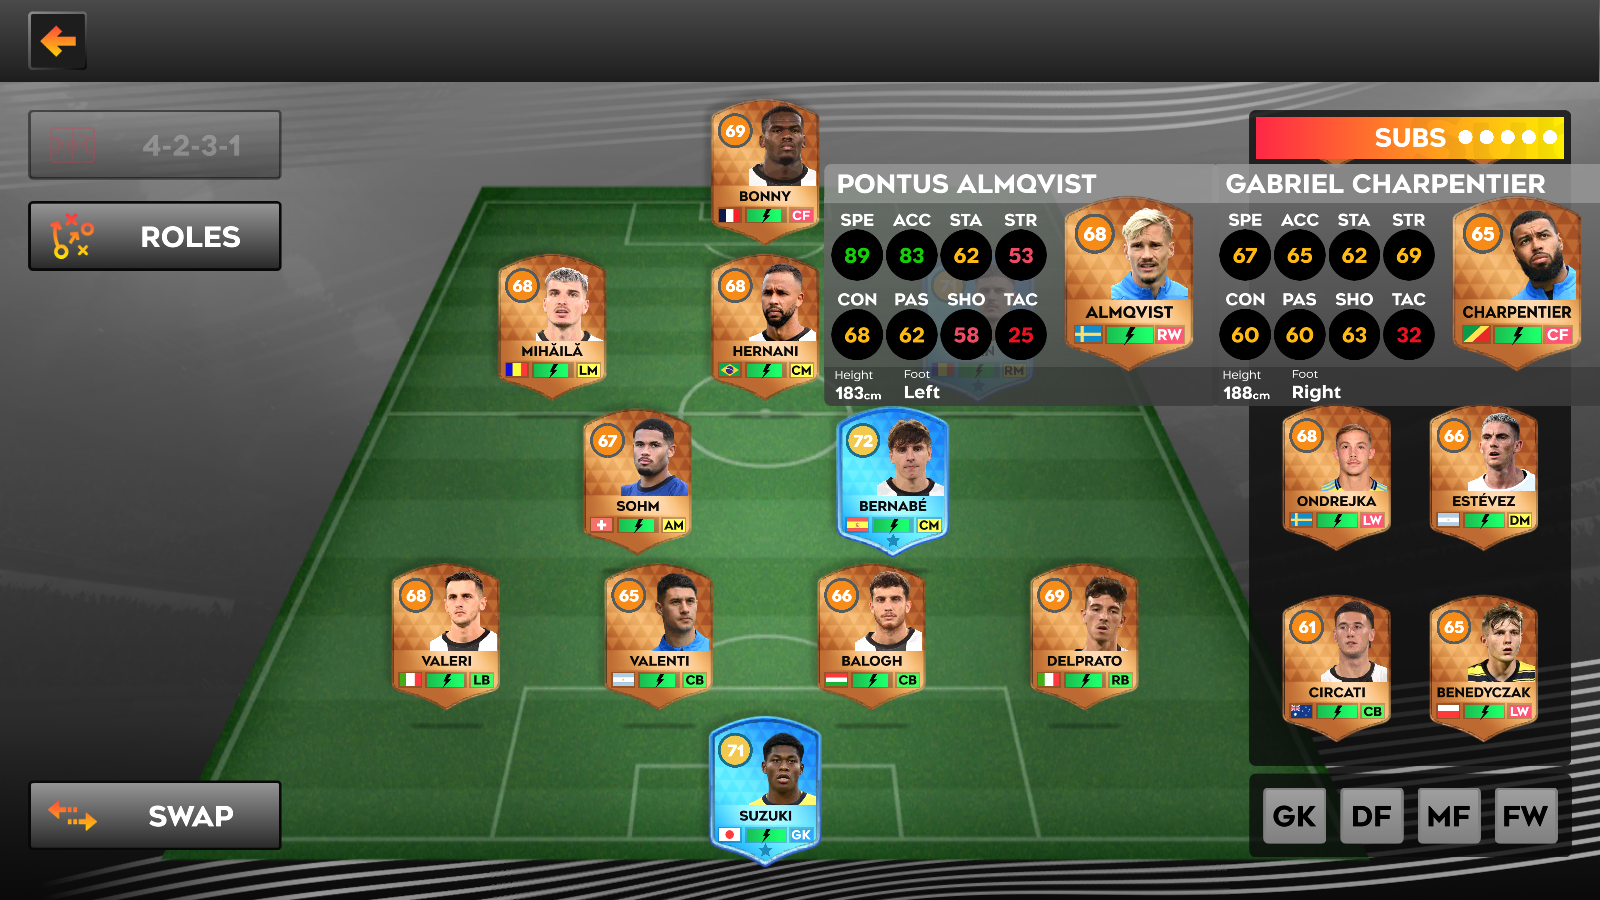 4-2-3-1
ROLES
SWAP
69
BONNY
CF
68
MIHĂILĂ
LM
68
HERNANI
CM
67
SOHM
AM
72
BERNABÉ
CM
68
VALERI
LB
65
VALENTI
CB
66
BALOGH
CB
69
DELPRATO
RB
71
SUZUKI
GK
PONTUS ALMQVIST
SPE ACC STA STR
89 83 62 53
CON PAS SHO TAC
68 62 58 25
Height Foot
183cm Left
68
ALMQVIST
RW
RM
SUBS
GABRIEL CHARPENTIER
SPE ACC STA STR
67 65 62 69
CON PAS SHO TAC
60 60 63 32
Height Foot
188cm Right
65
CHARPENTIER
CF
68
ONDREJKA
LW
66
ESTÉVEZ
DM
61
CIRCATI
CB
65
BENEDYCZAK
LW
GK DF MF FW